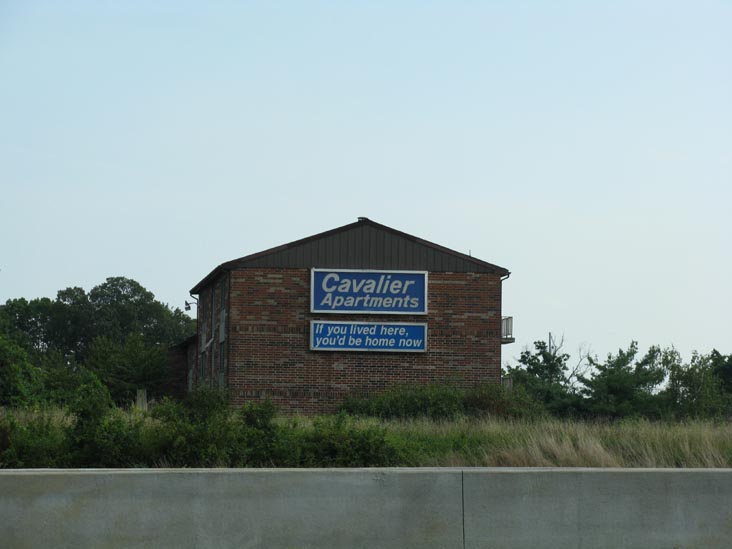 Cavalier
Apartments
If you lived here,
you'd be home now